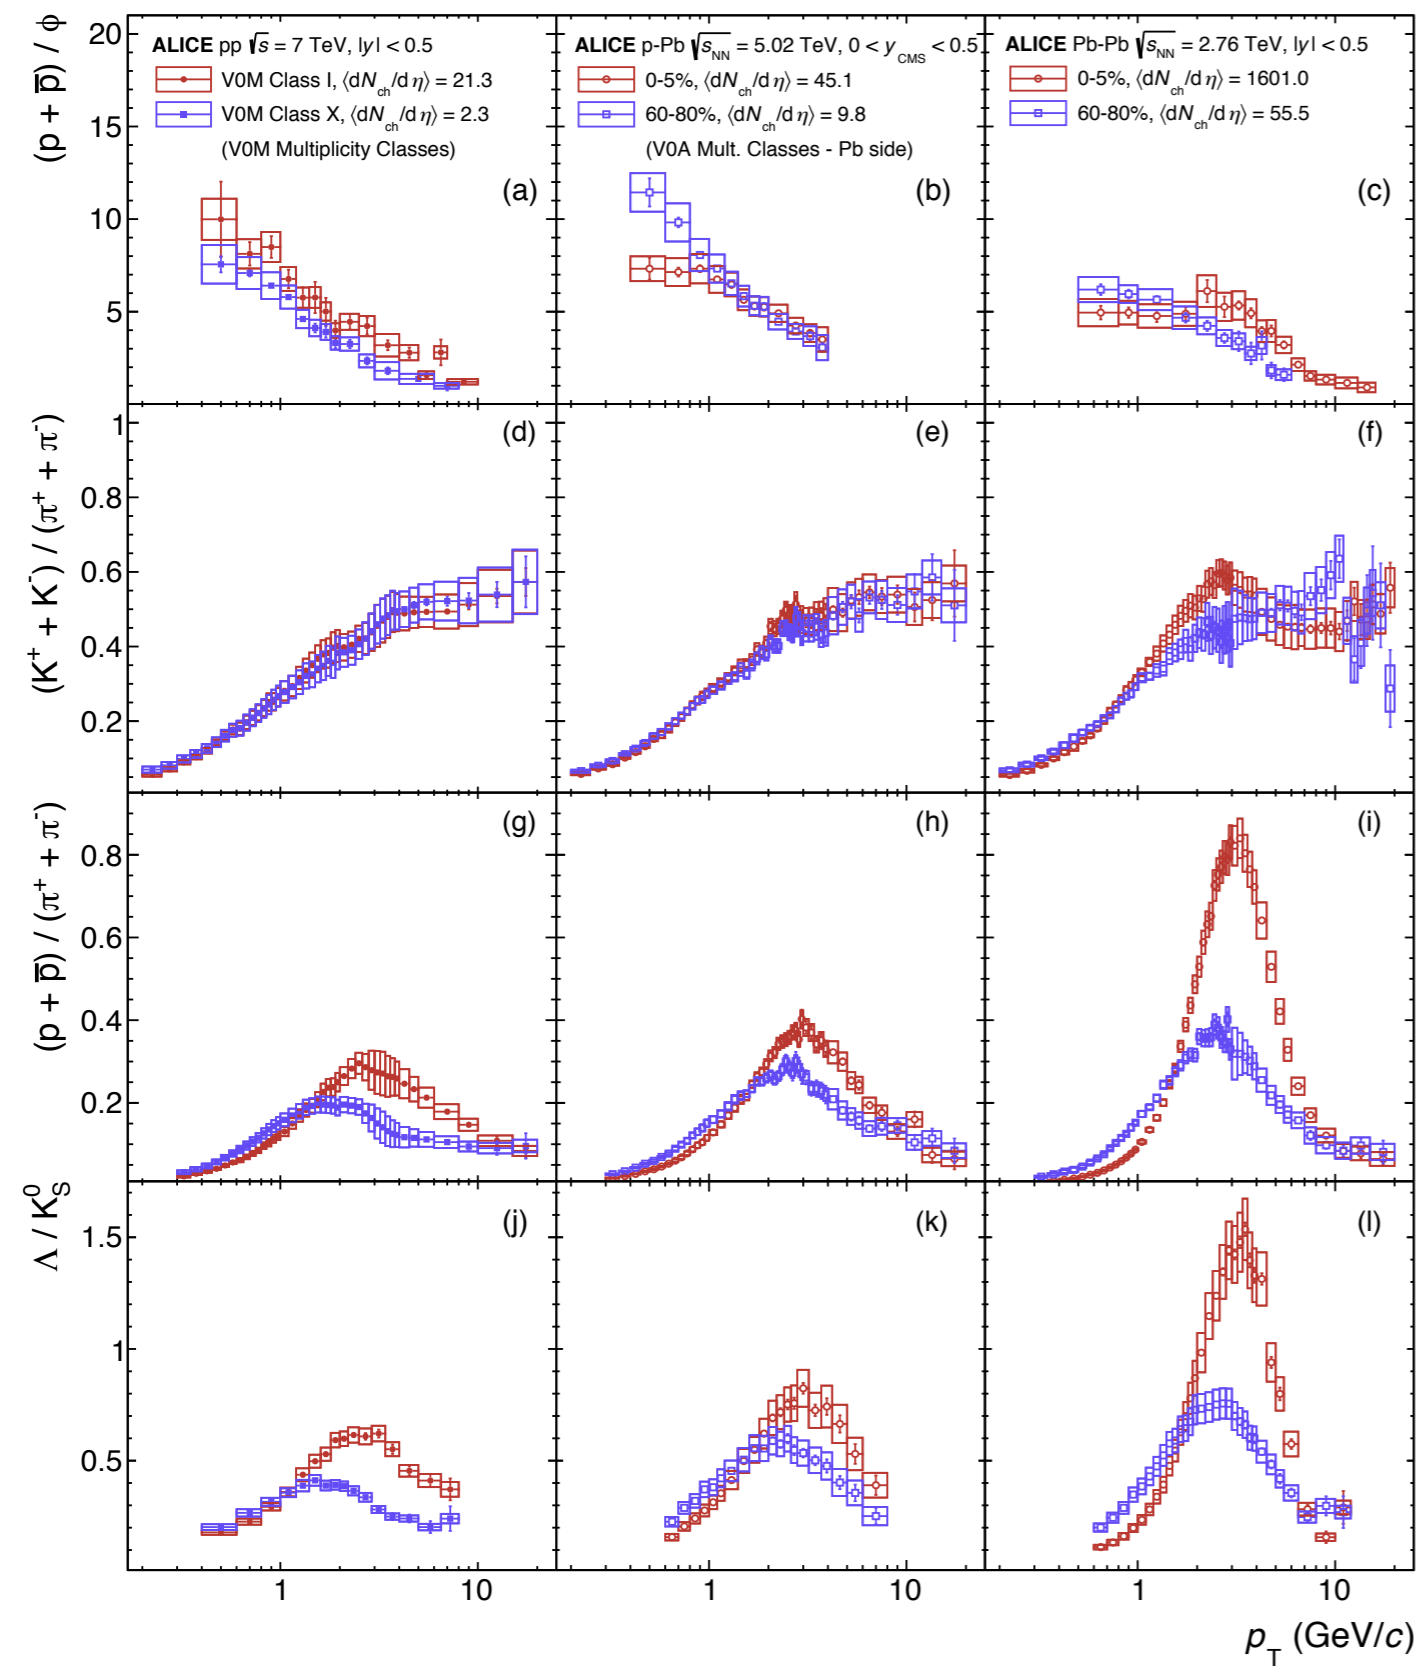 (p + p̅) / ϕ
20
15
10
5
ALICE pp √s = 7 TeV, |y| < 0.5
V0M Class I, ⟨dN_ch/dη⟩ = 21.3
V0M Class X, ⟨dN_ch/dη⟩ = 2.3
(V0M Multiplicity Classes)
(a)
ALICE p-Pb √s_NN = 5.02 TeV, 0 < y_CMS < 0.5
0-5%, ⟨dN_ch/dη⟩ = 45.1
60-80%, ⟨dN_ch/dη⟩ = 9.8
(V0A Mult. Classes - Pb side)
(b)
ALICE Pb-Pb √s_NN = 2.76 TeV, |y| < 0.5
0-5%, ⟨dN_ch/dη⟩ = 1601.0
60-80%, ⟨dN_ch/dη⟩ = 55.5
(c)
(K⁺ + K⁻) / (π⁺ + π⁻)
1
0.8
0.6
0.4
0.2
(d)
(e)
(f)
(p + p̅) / (π⁺ + π⁻)
0.8
0.6
0.4
0.2
(g)
(h)
(i)
Λ / K⁰_S
1.5
1
0.5
(j)
(k)
(l)
1 10 1 10 1 10
p_T (GeV/c)